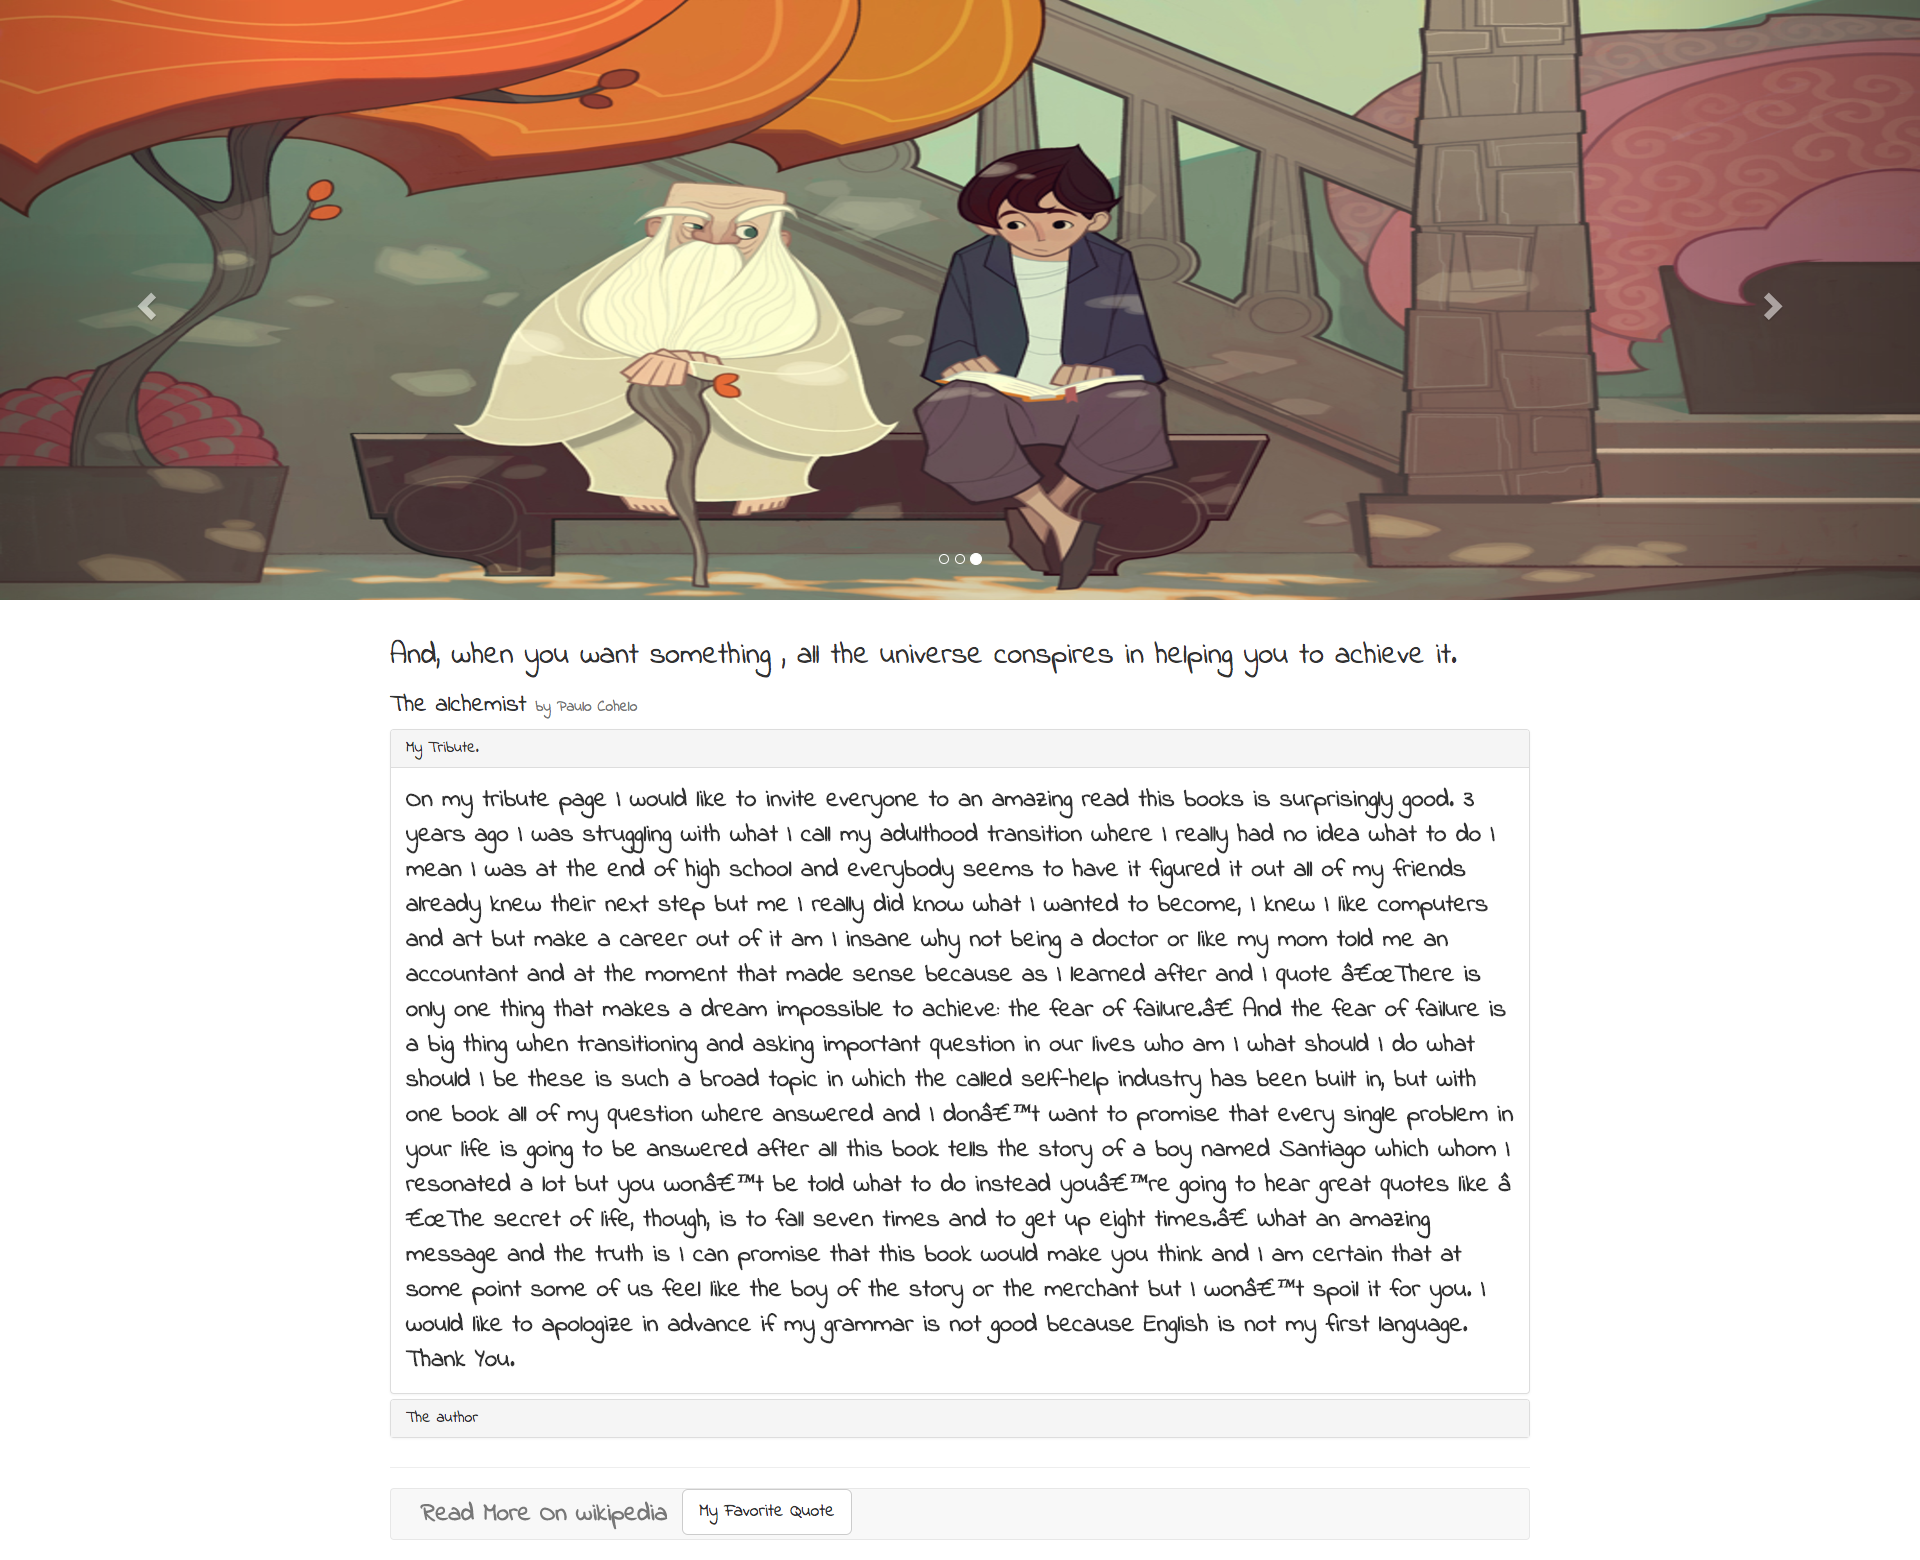 And, when you want something , all the universe conspires in helping you to achieve it.
The alchemist by Paulo Cohelo
My Tribute.
On my tribute page I would like to invite everyone to an amazing read this books is surprisingly good. 3
years ago I was struggling with what I call my adulthood transition where I really had no idea what to do I
mean I was at the end of high school and everybody seems to have it figured it out all of my friends
already knew their next step but me I really did know what I wanted to become, I knew I like computers
and art but make a career out of it am I insane why not being a doctor or like my mom told me an
accountant and at the moment that made sense because as I learned after and I quote â€œThere is
only one thing that makes a dream impossible to achieve: the fear of failure.â€ And the fear of failure is
a big thing when transitioning and asking important question in our lives who am I what should I do what
should I be these is such a broad topic in which the called self-help industry has been built in, but with
one book all of my question where answered and I donâ€™t want to promise that every single problem in
your life is going to be answered after all this book tells the story of a boy named Santiago which whom I
resonated a lot but you wonâ€™t be told what to do instead youâ€™re going to hear great quotes like â
€œThe secret of life, though, is to fall seven times and to get up eight times.â€ What an amazing
message and the truth is I can promise that this book would make you think and I am certain that at
some point some of us feel like the boy of the story or the merchant but I wonâ€™t spoil it for you. I
would like to apologize in advance if my grammar is not good because English is not my first language.
Thank You.
The author
Read More On wikipedia My Favorite Quote